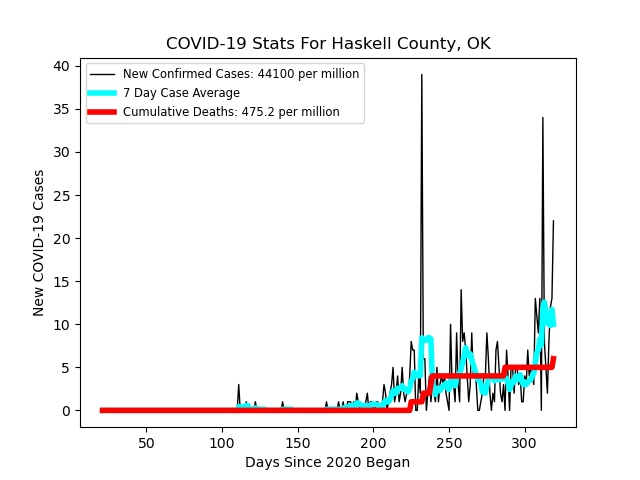 COVID-19 Stats For Haskell County, OK
New Confirmed Cases: 44100 per million
7 Day Case Average
Cumulative Deaths: 475.2 per million
New COVID-19 Cases
40
35
30
25
20
15
10
5
0
50 100 150 200 250 300
Days Since 2020 Began